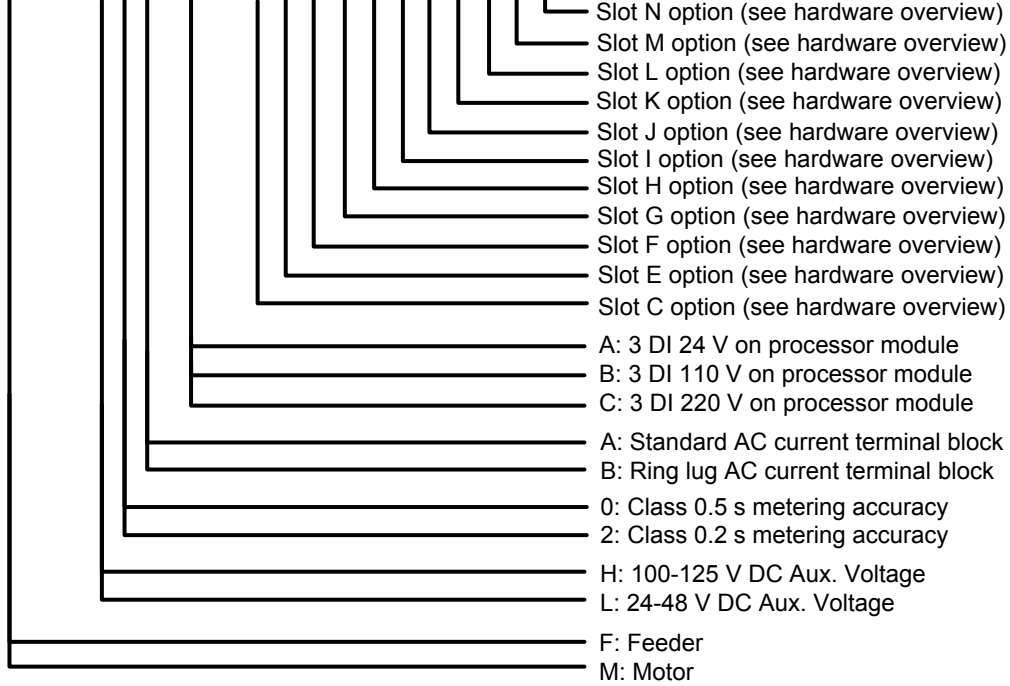 Slot N option (see hardware overview)
Slot M option (see hardware overview)
Slot L option (see hardware overview)
Slot K option (see hardware overview)
Slot J option (see hardware overview)
Slot I option (see hardware overview)
Slot H option (see hardware overview)
Slot G option (see hardware overview)
Slot F option (see hardware overview)
Slot E option (see hardware overview)
Slot C option (see hardware overview)
A: 3 DI 24 V on processor module
B: 3 DI 110 V on processor module
C: 3 DI 220 V on processor module
A: Standard AC current terminal block
B: Ring lug AC current terminal block
0: Class 0.5 s metering accuracy
2: Class 0.2 s metering accuracy
H: 100-125 V DC Aux. Voltage
L: 24-48 V DC Aux. Voltage
F: Feeder
M: Motor